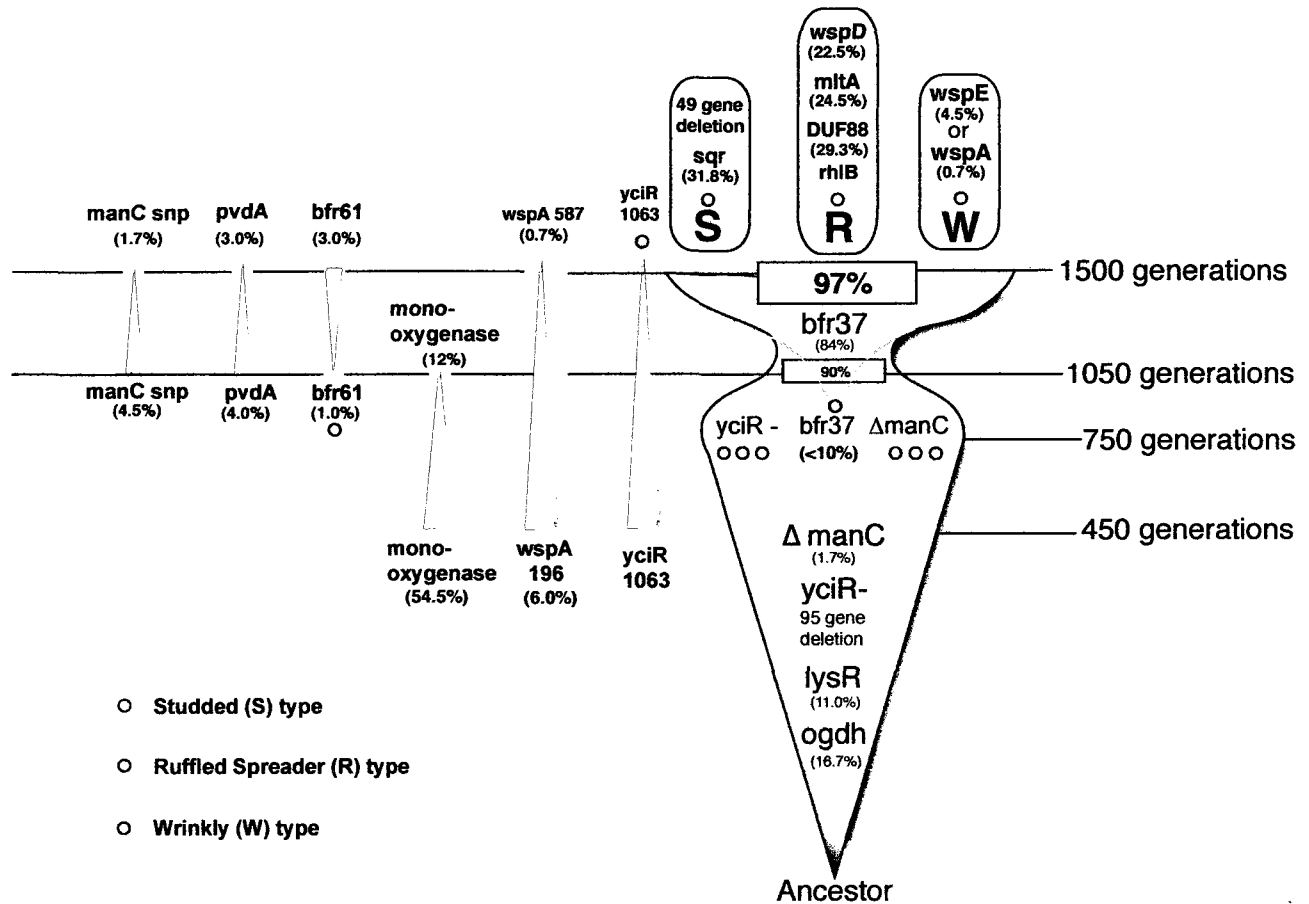 wspD
(22.5%)
mltA
(24.5%)
DUF88
(29.3%)
rhlB
R
49 gene
deletion
sqr
(31.8%)
S
wspE
(4.5%)
or
wspA
(0.7%)
W
manC snp
(1.7%)
pvdA
(3.0%)
bfr61
(3.0%)
wspA 587
(0.7%)
yciR
1063
97%
1500 generations
mono-
oxygenase
(12%)
bfr37
(84%)
90%
1050 generations
manC snp
(4.5%)
pvdA
(4.0%)
bfr61
(1.0%)
yciR -
bfr37
(<10%)
ΔmanC
750 generations
450 generations
mono-
oxygenase
(54.5%)
wspA
196
(6.0%)
yciR
1063
Δ manC
(1.7%)
yciR-
95 gene
deletion
lysR
(11.0%)
ogdh
(16.7%)
Studded (S) type
Ruffled Spreader (R) type
Wrinkly (W) type
Ancestor